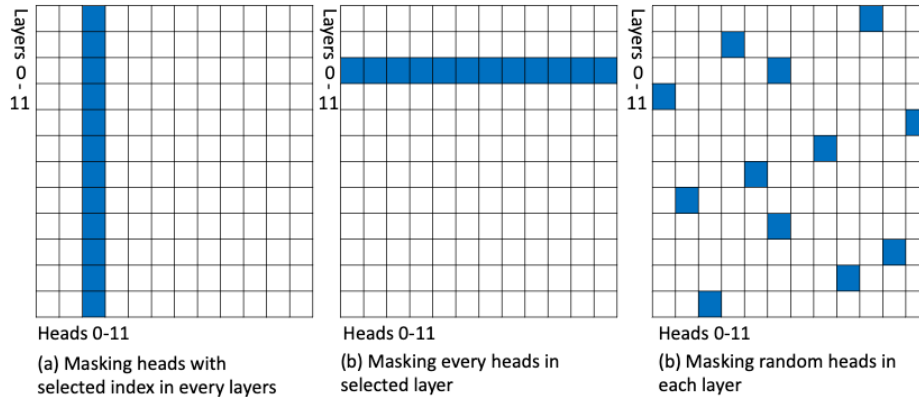 Layers 0 - 11
Heads 0-11
(a) Masking heads with
selected index in every layers
Layers 0 - 11
Heads 0-11
(b) Masking every heads in
selected layer
Layers 0 - 11
Heads 0-11
(b) Masking random heads in
each layer